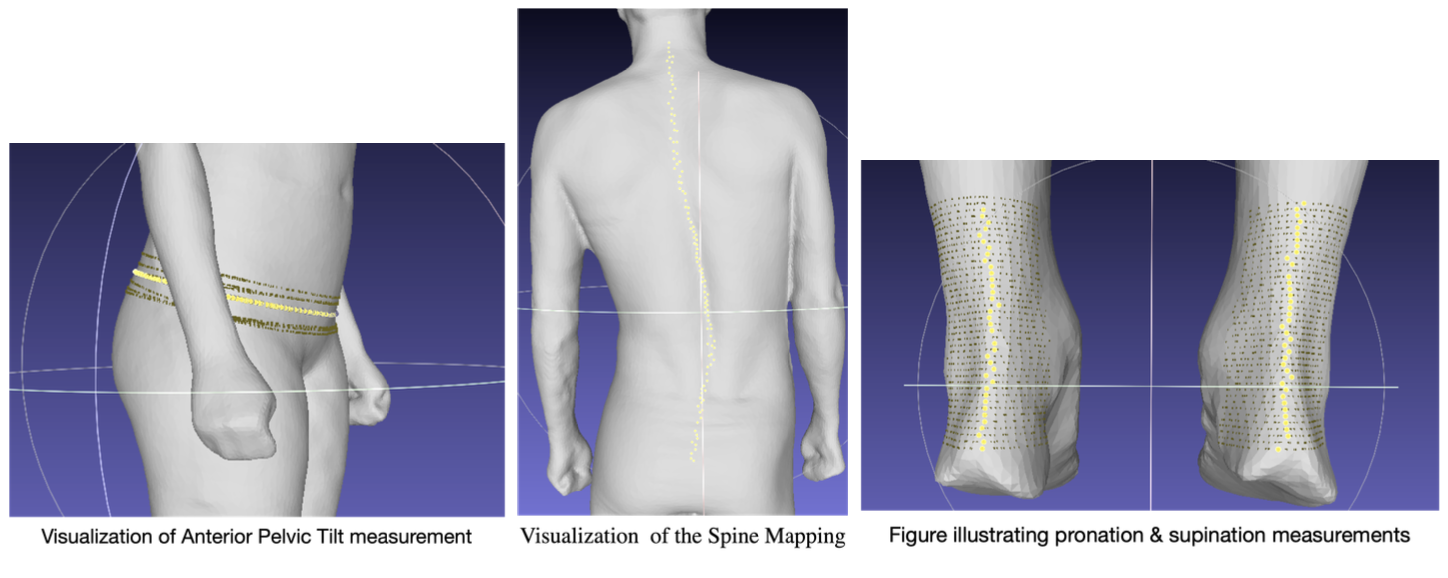 Visualization of Anterior Pelvic Tilt measurement
Visualization of the Spine Mapping
Figure illustrating pronation & supination measurements